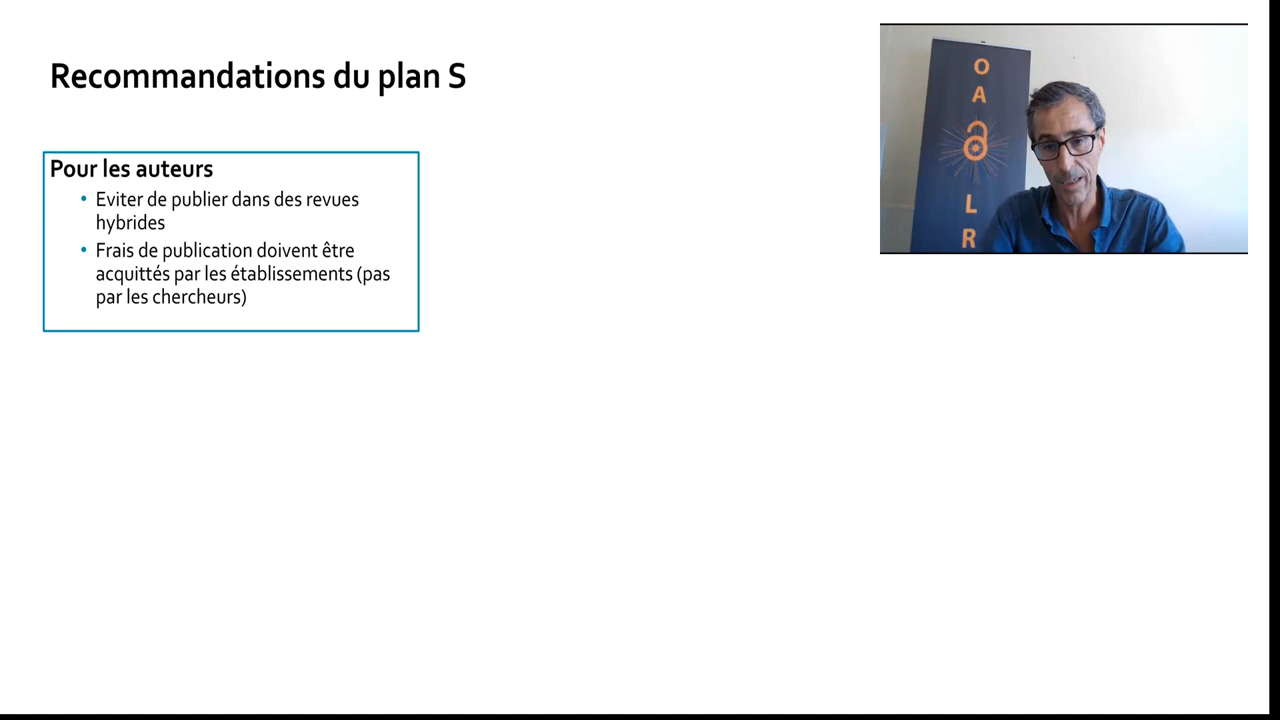 Recommandations du plan S
Pour les auteurs
• Eviter de publier dans des revues
hybrides
• Frais de publication doivent être
acquittés par les établissements (pas
par les chercheurs)
O
A
L
R